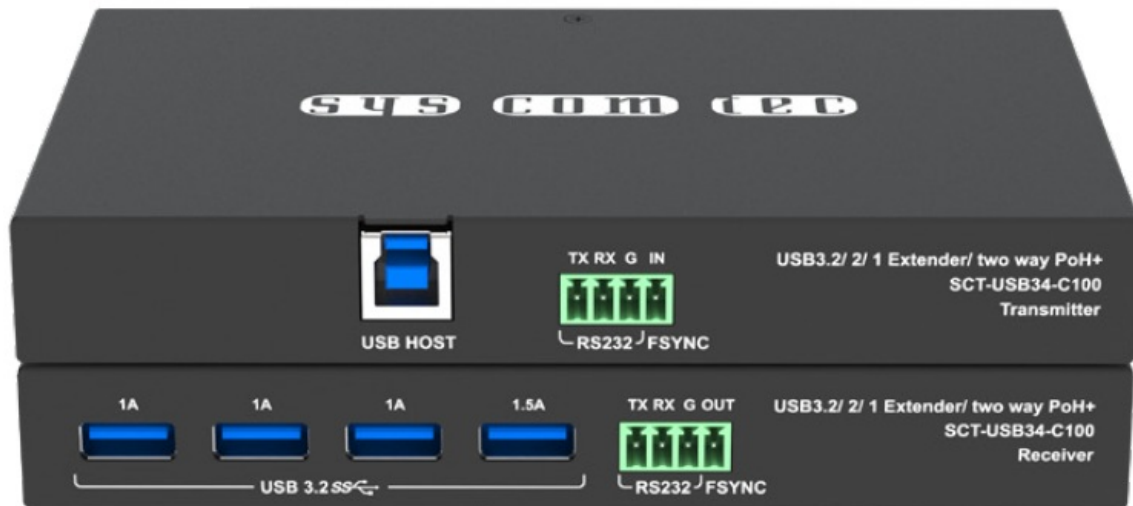 sys com tec
TX RX G IN
USB3.2/ 2/ 1 Extender/ two way PoH+
SCT-USB34-C100
Transmitter
USB HOST
RS232 FSYNC
1A 1A 1A 1.5A
TX RX G OUT
USB3.2/ 2/ 1 Extender/ two way PoH+
SCT-USB34-C100
Receiver
USB 3.2 SS
RS232 FSYNC